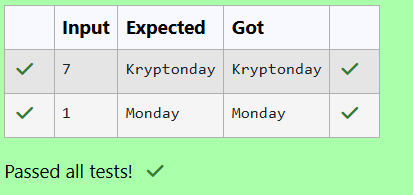 Input Expected Got
7 Kryptonday Kryptonday
1 Monday Monday
Passed all tests!